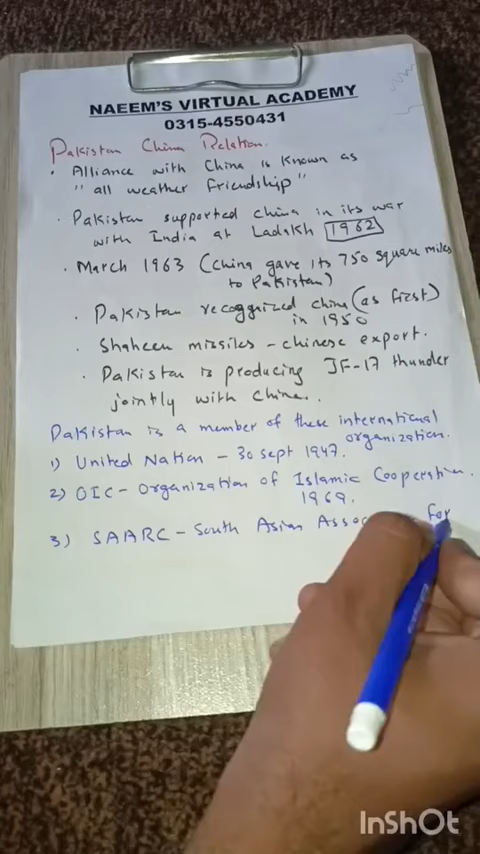 NAEEM'S VIRTUAL ACADEMY
0315-4550431
Pakistan China Relation.
• Alliance with China is known as
"all weather friendship"
• Pakistan supported china in its war
with India at Ladakh 1962
• March 1963 (China gave its 750 square miles
to Pakistan)
• Pakistan recognized china (as first)
in 1950
• Shaheen missiles - chinese export.
• Pakistan is producing JF-17 thunder
jointly with China.
Pakistan is a member of these international
organization.
1) United Nation - 30 sept 1947.
2) OIC - Organization of Islamic Cooperation.
1969.
3) SAARC - South Asian For
InShOt